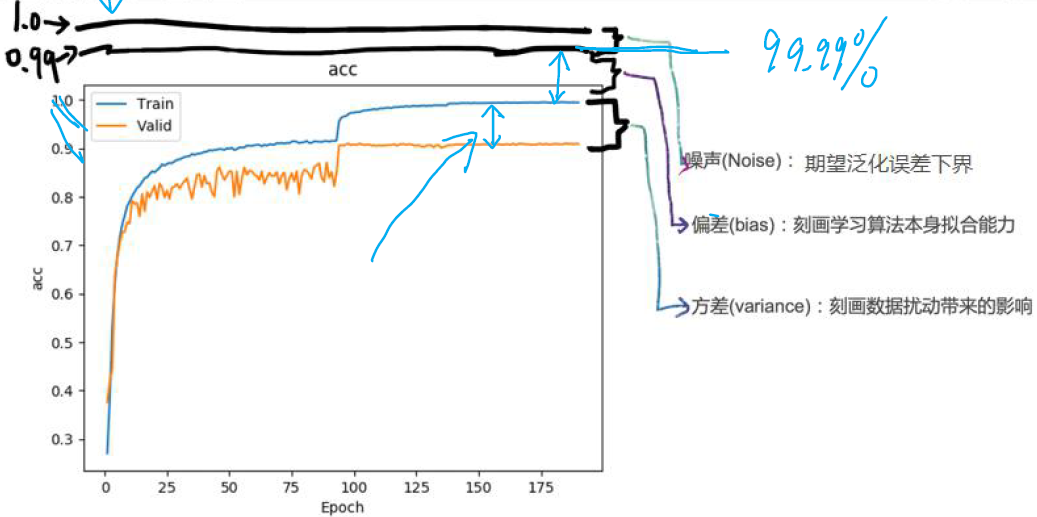 1.0→
0.99→
99.99%
acc
Train
Valid
1.0
0.9
0.8
0.7
0.6
0.5
0.4
0.3
acc
0 25 50 75 100 125 150 175
Epoch
噪声(Noise)： 期望泛化误差下界
偏差(bias)：刻画学习算法本身拟合能力
方差(variance)：刻画数据扰动带来的影响